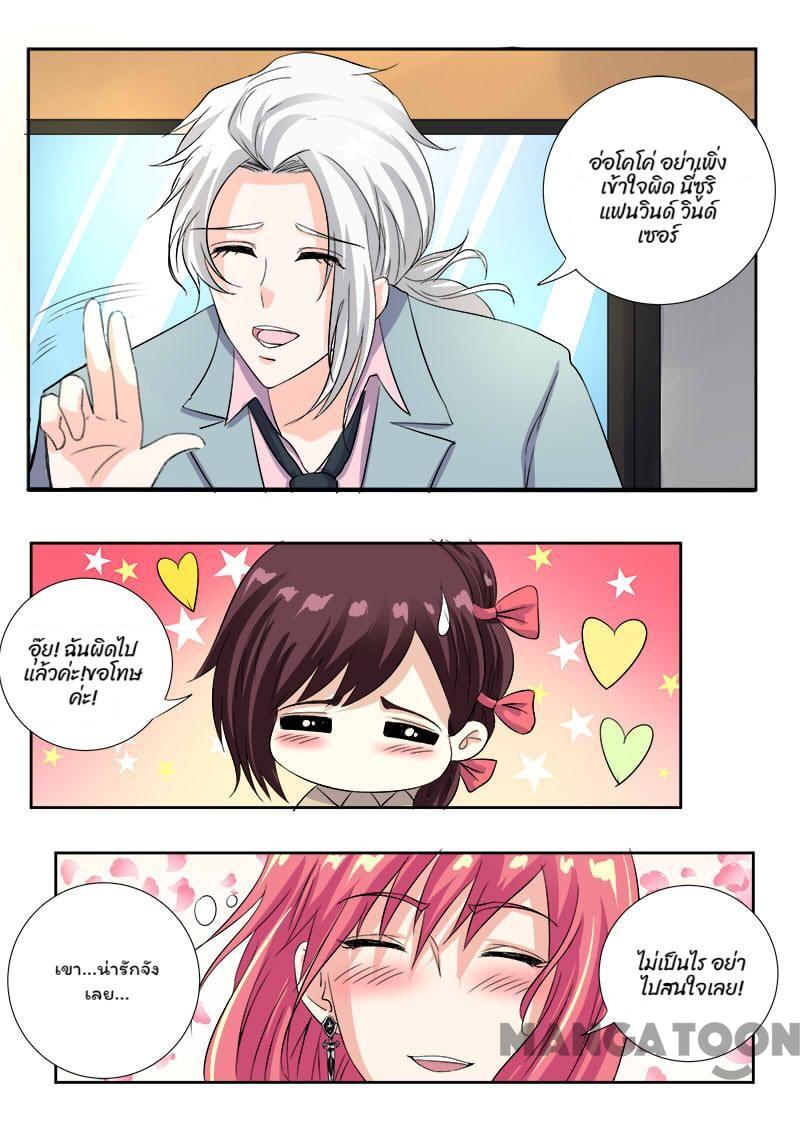 อ่อโคโค่ อย่าเพิ่ง
เข้าใจผิด นี่ซูริ
แฟนวินด์ วินด์
เซอร์
อุ๊ย! ฉันผิดไป
แล้วค่ะ!ขอโทษ
ค่ะ!
เขา...น่ารักจัง
เลย...
ไม่เป็นไร อย่า
ไปสนใจเลย!
MANGATOON